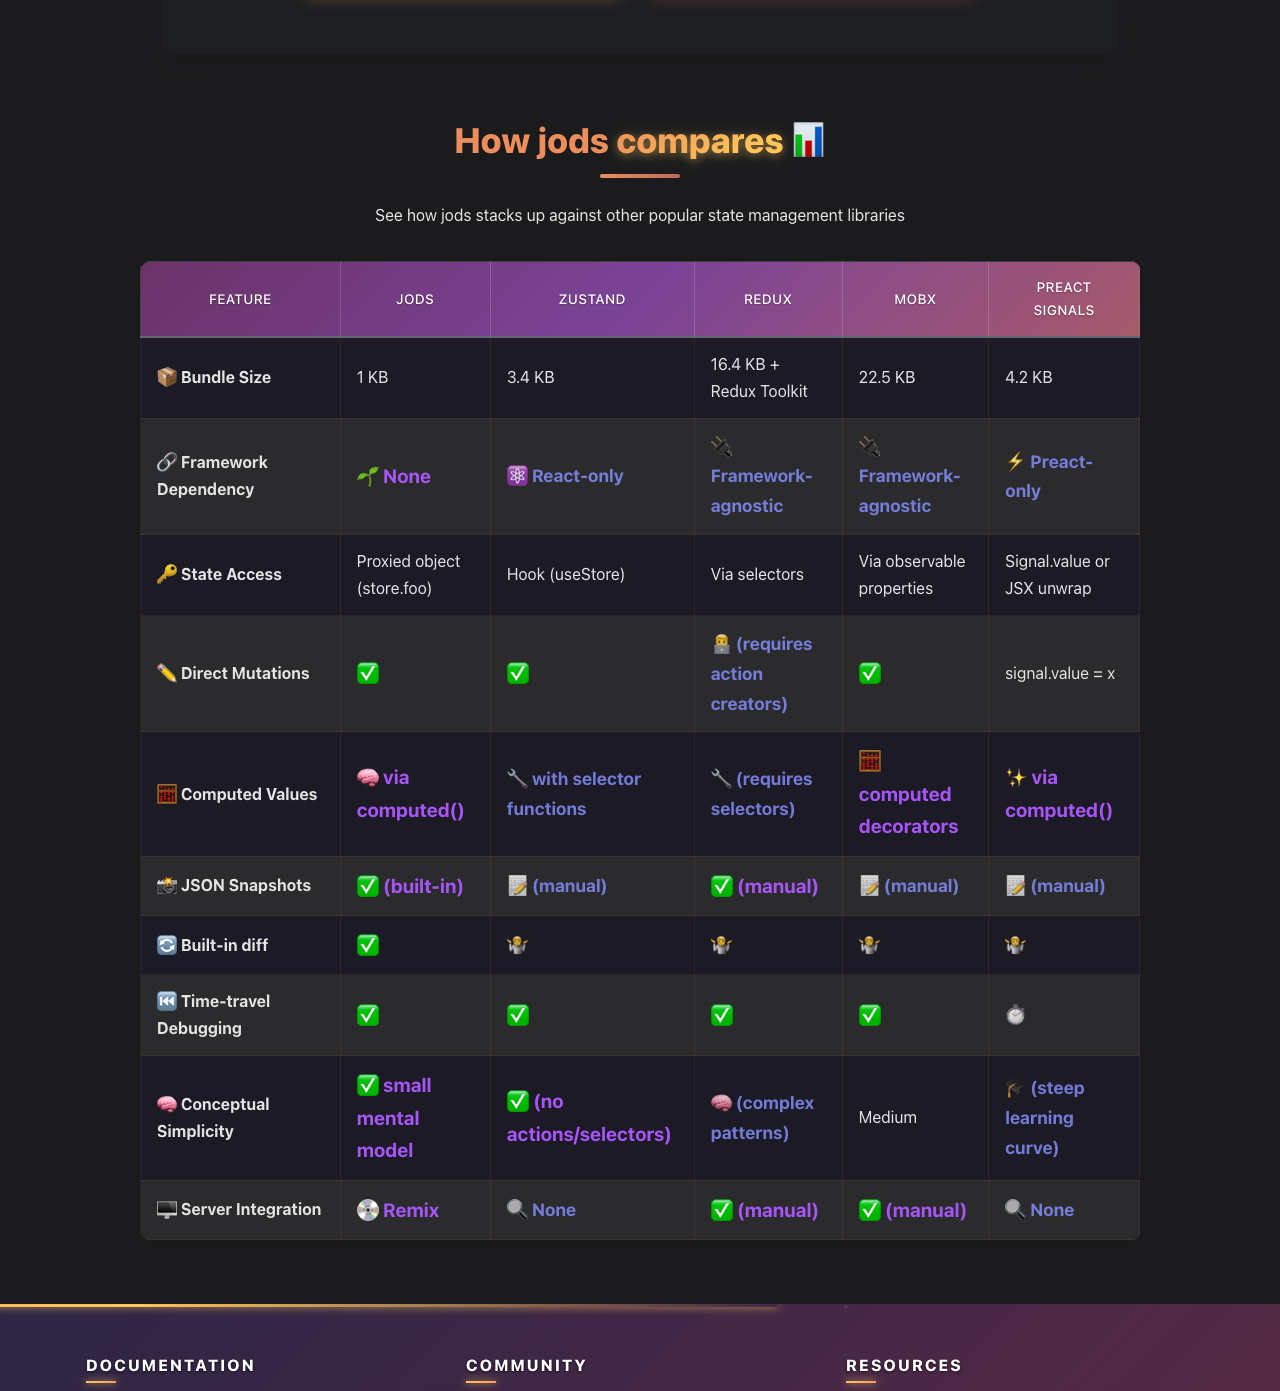 How jods compares 📊
See how jods stacks up against other popular state management libraries
FEATURE
JODS
ZUSTAND
REDUX
MOBX
PREACT
SIGNALS
📦 Bundle Size
1 KB
3.4 KB
16.4 KB +
Redux Toolkit
22.5 KB
4.2 KB
🔗 Framework
Dependency
🌱 None
⚛️ React-only
🔌
Framework-
agnostic
🔌
Framework-
agnostic
⚡ Preact-
only
🔑 State Access
Proxied object
(store.foo)
Hook (useStore)
Via selectors
Via observable
properties
Signal.value or
JSX unwrap
✏️ Direct Mutations
✅
✅
👨‍💻 (requires
action
creators)
✅
signal.value = x
🧮 Computed Values
🧠 via
computed()
🔧 with selector
functions
🔧 (requires
selectors)
🧮
computed
decorators
✨ via
computed()
📸 JSON Snapshots
✅ (built-in)
📝 (manual)
✅ (manual)
📝 (manual)
📝 (manual)
🔄 Built-in diff
✅
🤷
🤷
🤷
🤷
⏮️ Time-travel
Debugging
✅
✅
✅
✅
⏱️
🧠 Conceptual
Simplicity
✅ small
mental
model
✅ (no
actions/selectors)
🧠 (complex
patterns)
Medium
🎓 (steep
learning
curve)
🖥️ Server Integration
💿 Remix
🔍 None
✅ (manual)
✅ (manual)
🔍 None
DOCUMENTATION
COMMUNITY
RESOURCES